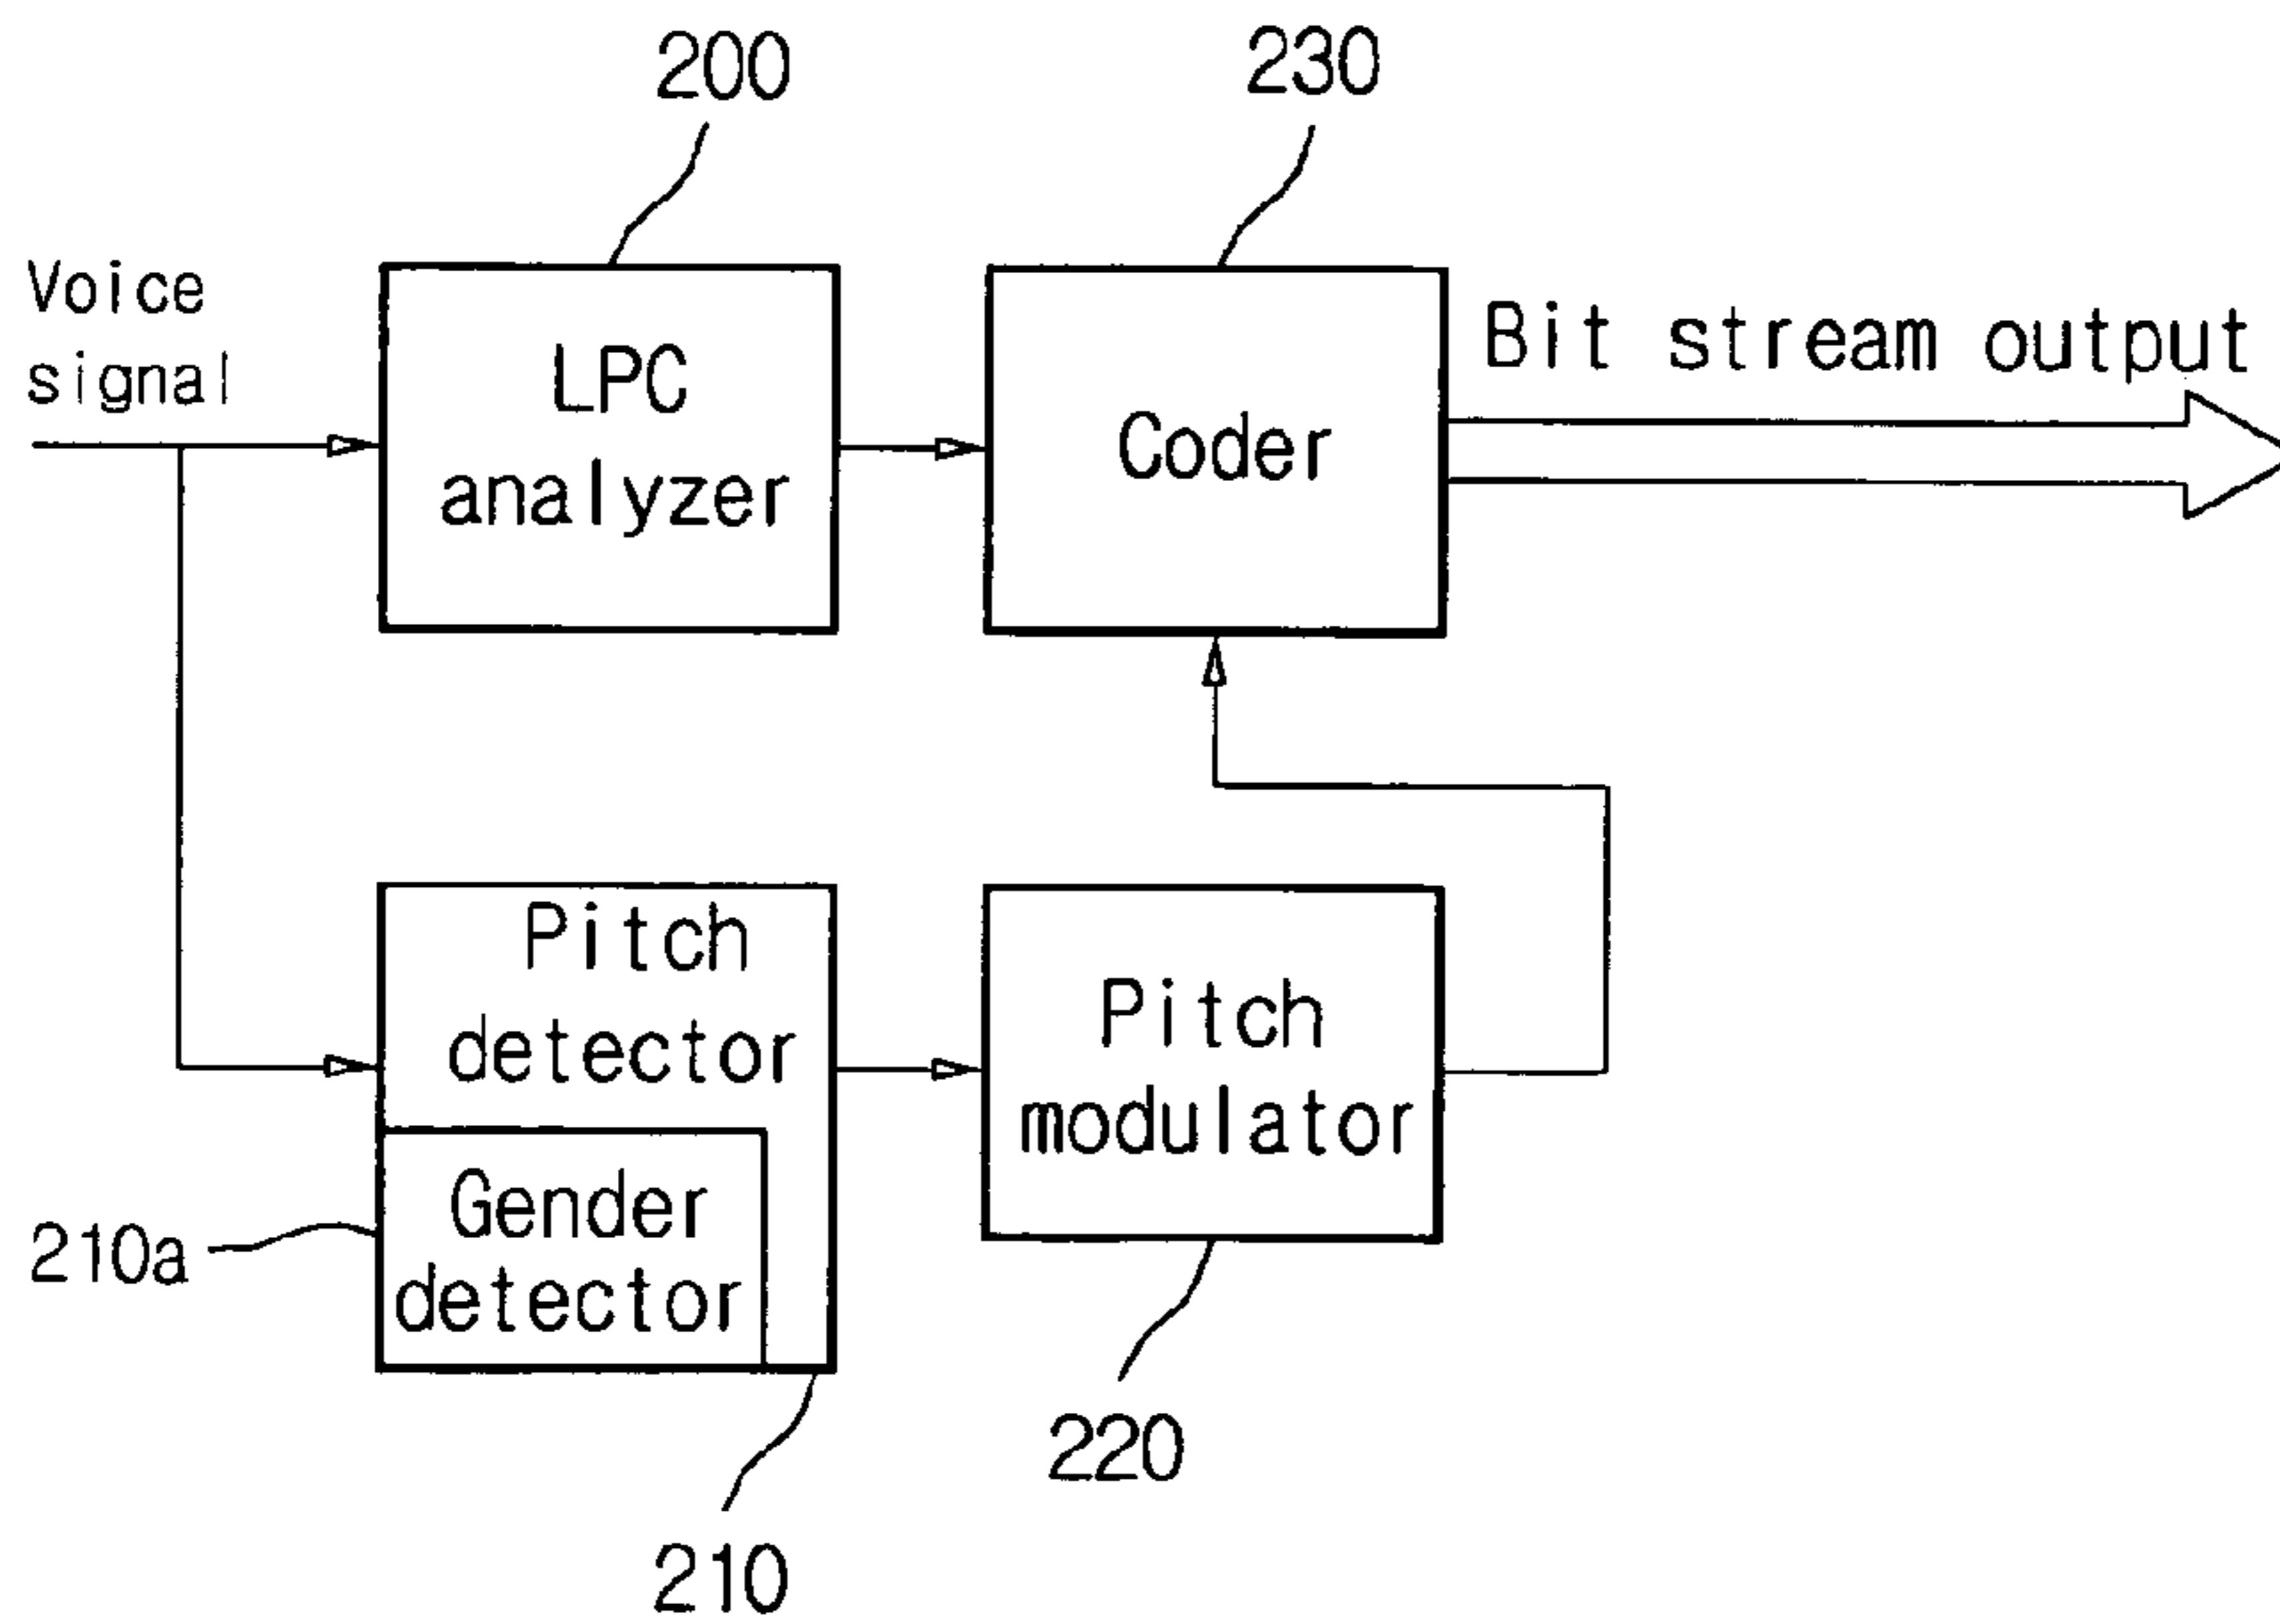 200
230
Voice
signal
LPC
analyzer
Coder
Bit stream output
Pitch
detector
Gender
detector
Pitch
modulator
210a
220
210